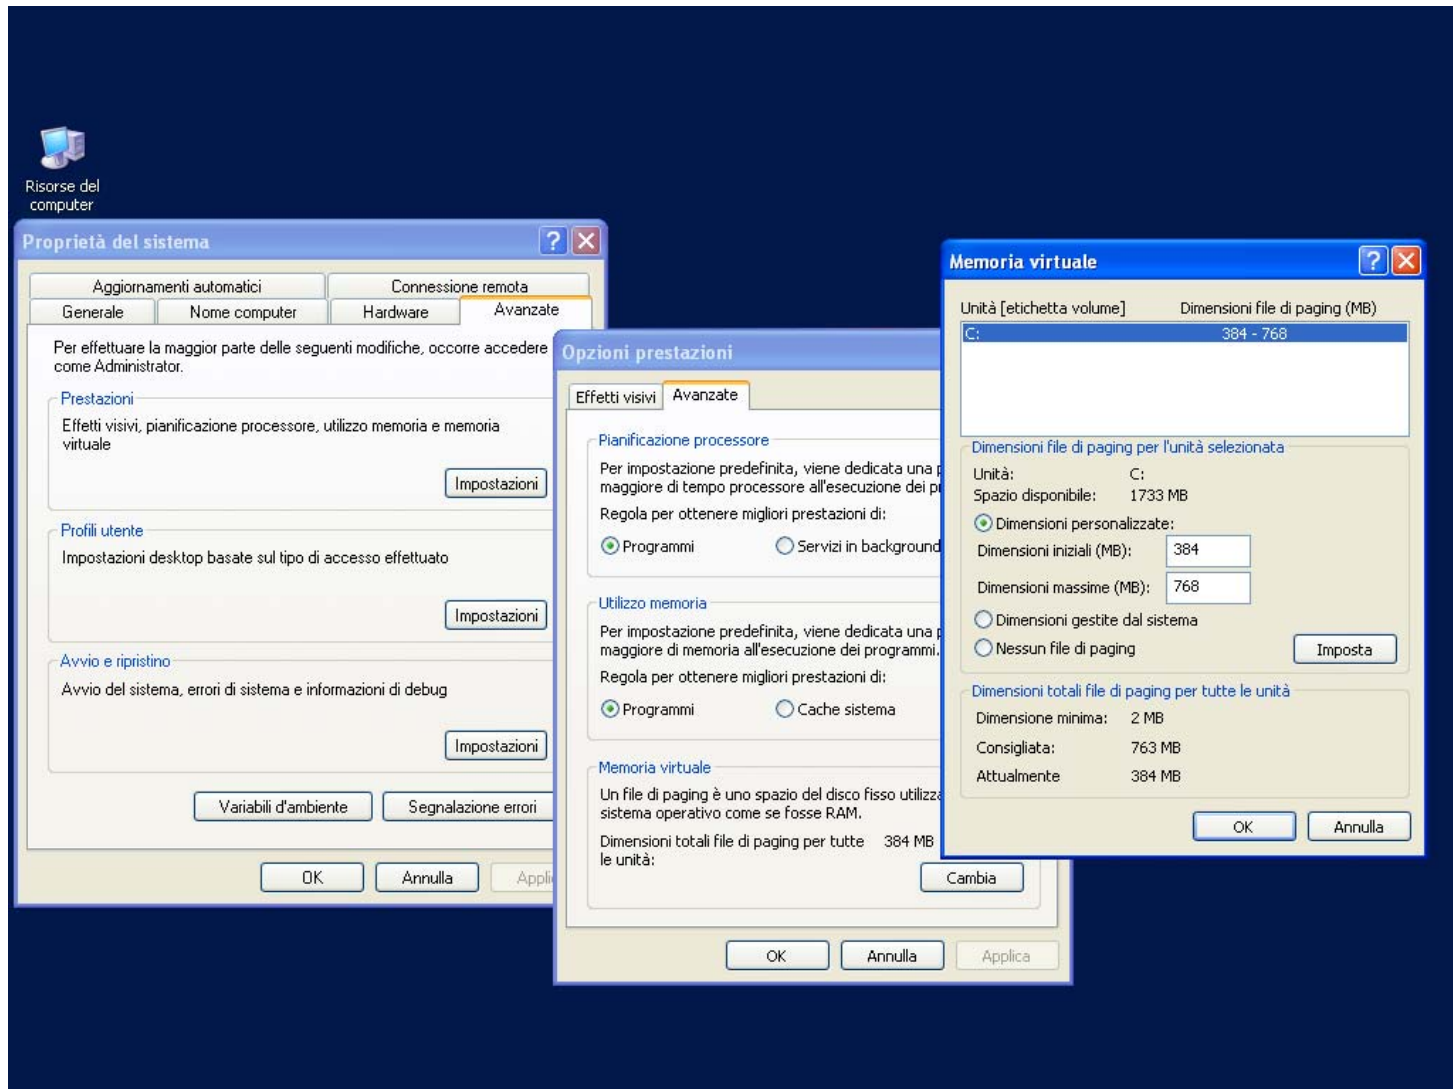 Risorse del
computer
Proprietà del sistema
Aggiornamenti automatici
Connessione remota
Generale
Nome computer
Hardware
Avanzate
Per effettuare la maggior parte delle seguenti modifiche, occorre accedere
come Administrator.
Prestazioni
Effetti visivi, pianificazione processore, utilizzo memoria e memoria
virtuale
Impostazioni
Profili utente
Impostazioni desktop basate sul tipo di accesso effettuato
Impostazioni
Avvio e ripristino
Avvio del sistema, errori di sistema e informazioni di debug
Impostazioni
Variabili d'ambiente
Segnalazione errori
OK
Annulla
Appli
Opzioni prestazioni
Effetti visivi
Avanzate
Pianificazione processore
Per impostazione predefinita, viene dedicata una p
maggiore di tempo processore all'esecuzione dei p
Regola per ottenere migliori prestazioni di:
Programmi
Servizi in background
Utilizzo memoria
Per impostazione predefinita, viene dedicata una p
maggiore di memoria all'esecuzione dei programmi.
Regola per ottenere migliori prestazioni di:
Programmi
Cache sistema
Memoria virtuale
Un file di paging è uno spazio del disco fisso utilizza
sistema operativo come se fosse RAM.
Dimensioni totali file di paging per tutte 384 MB
le unità:
Cambia
OK
Annulla
Applica
Memoria virtuale
Unità [etichetta volume] Dimensioni file di paging (MB)
C: 384 - 768
Dimensioni file di paging per l'unità selezionata
Unità: C:
Spazio disponibile: 1733 MB
Dimensioni personalizzate:
Dimensioni iniziali (MB): 384
Dimensioni massime (MB): 768
Dimensioni gestite dal sistema
Nessun file di paging
Imposta
Dimensioni totali file di paging per tutte le unità
Dimensione minima: 2 MB
Consigliata: 763 MB
Attualmente 384 MB
OK
Annulla